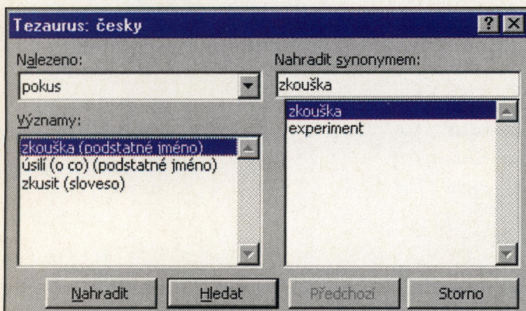 Tezaurus: česky
Nalezeno:
pokus
Významy:
zkouška (podstatné jméno)
úsilí (o co) (podstatné jméno)
zkusit (sloveso)
Nahradit synonymem:
zkouška
zkouška
experiment
Nahradit
Hledat
Předchozí
Storno